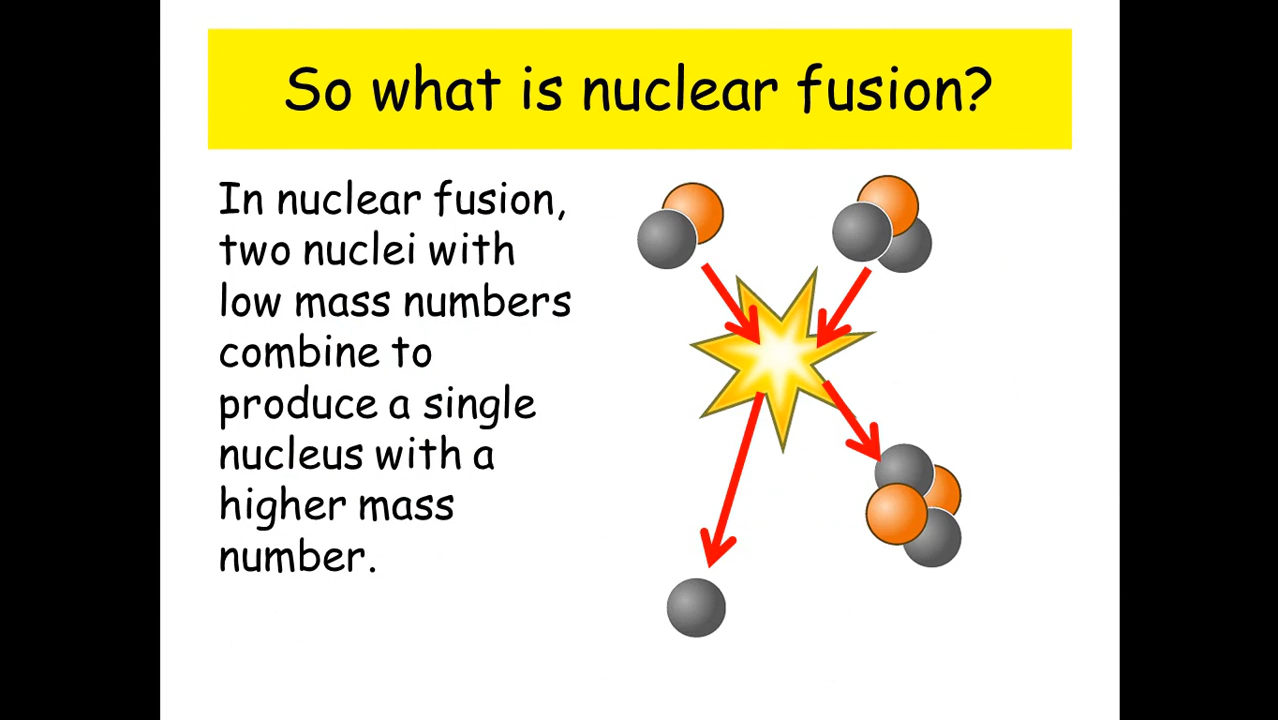 So what is nuclear fusion?
In nuclear fusion,
two nuclei with
low mass numbers
combine to
produce a single
nucleus with a
higher mass
number.